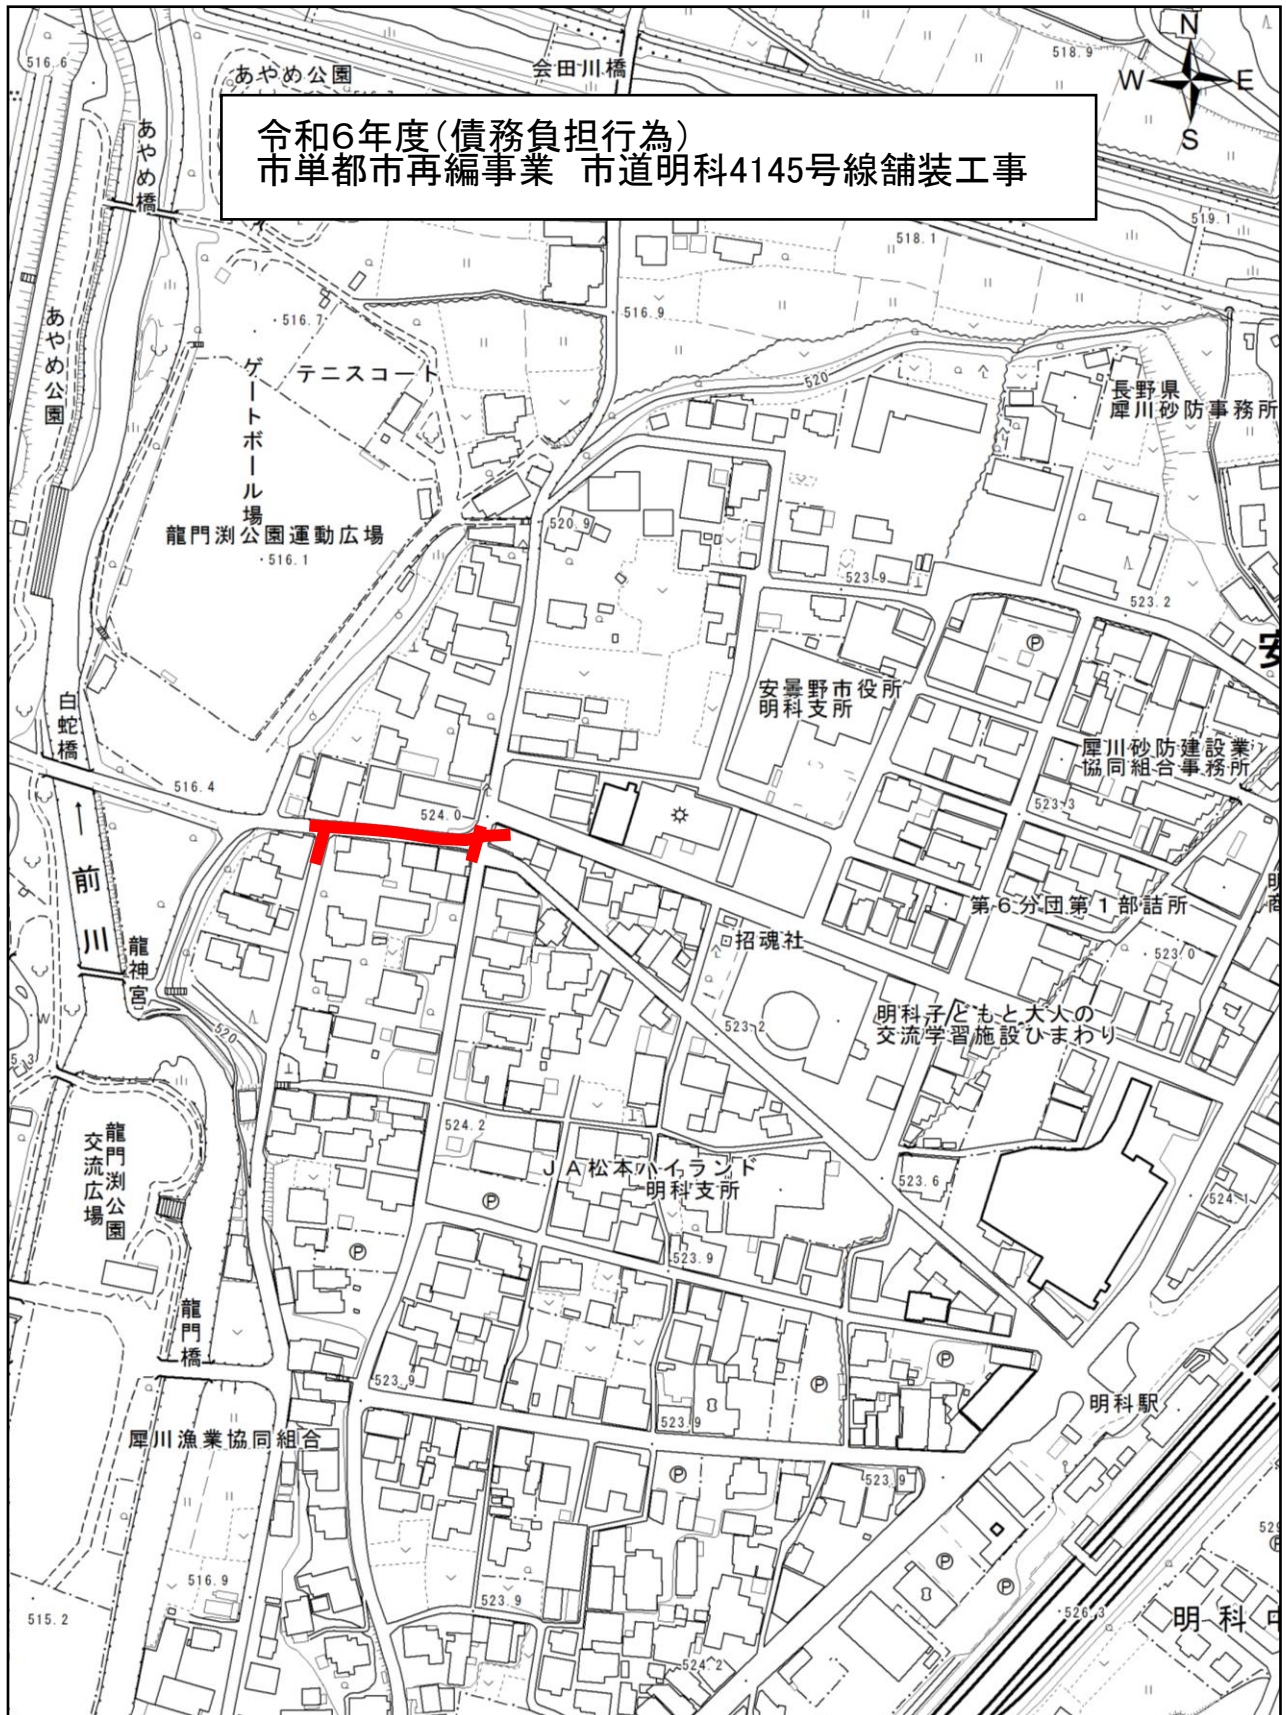 516.6
あやめ公園
会田川橋
518.9
N
W
E
S
令和6年度(債務負担行為)
市単都市再編事業 市道明科4145号線舗装工事
あやめ橋
519.1
518.1
あやめ公園
516.7
516.9
ゲートボール場
テニスコート
520
長野県
犀川砂防事務所
龍門渕公園運動広場
516.1
520.9
523.9
523.2
安
安曇野市役所
明科支所
白蛇橋
516.4
犀川砂防建設業
協同組合事務所
523.3
524.0
←
前川
第6分団第1部詰所
招魂社
523.0
龍神宮
520
523.2
明科子どもと大人の
交流学習施設ひまわり
524.2
龍門渕公園
交流広場
JA松本ハイランド
明科支所
523.6
524.1
P
P
523.9
龍門橋
P
P
523.9
523.9
明科駅
犀川漁業協同組合
P
523.9
P
P
516.9
515.2
523.9
526.3
明科中
524.2